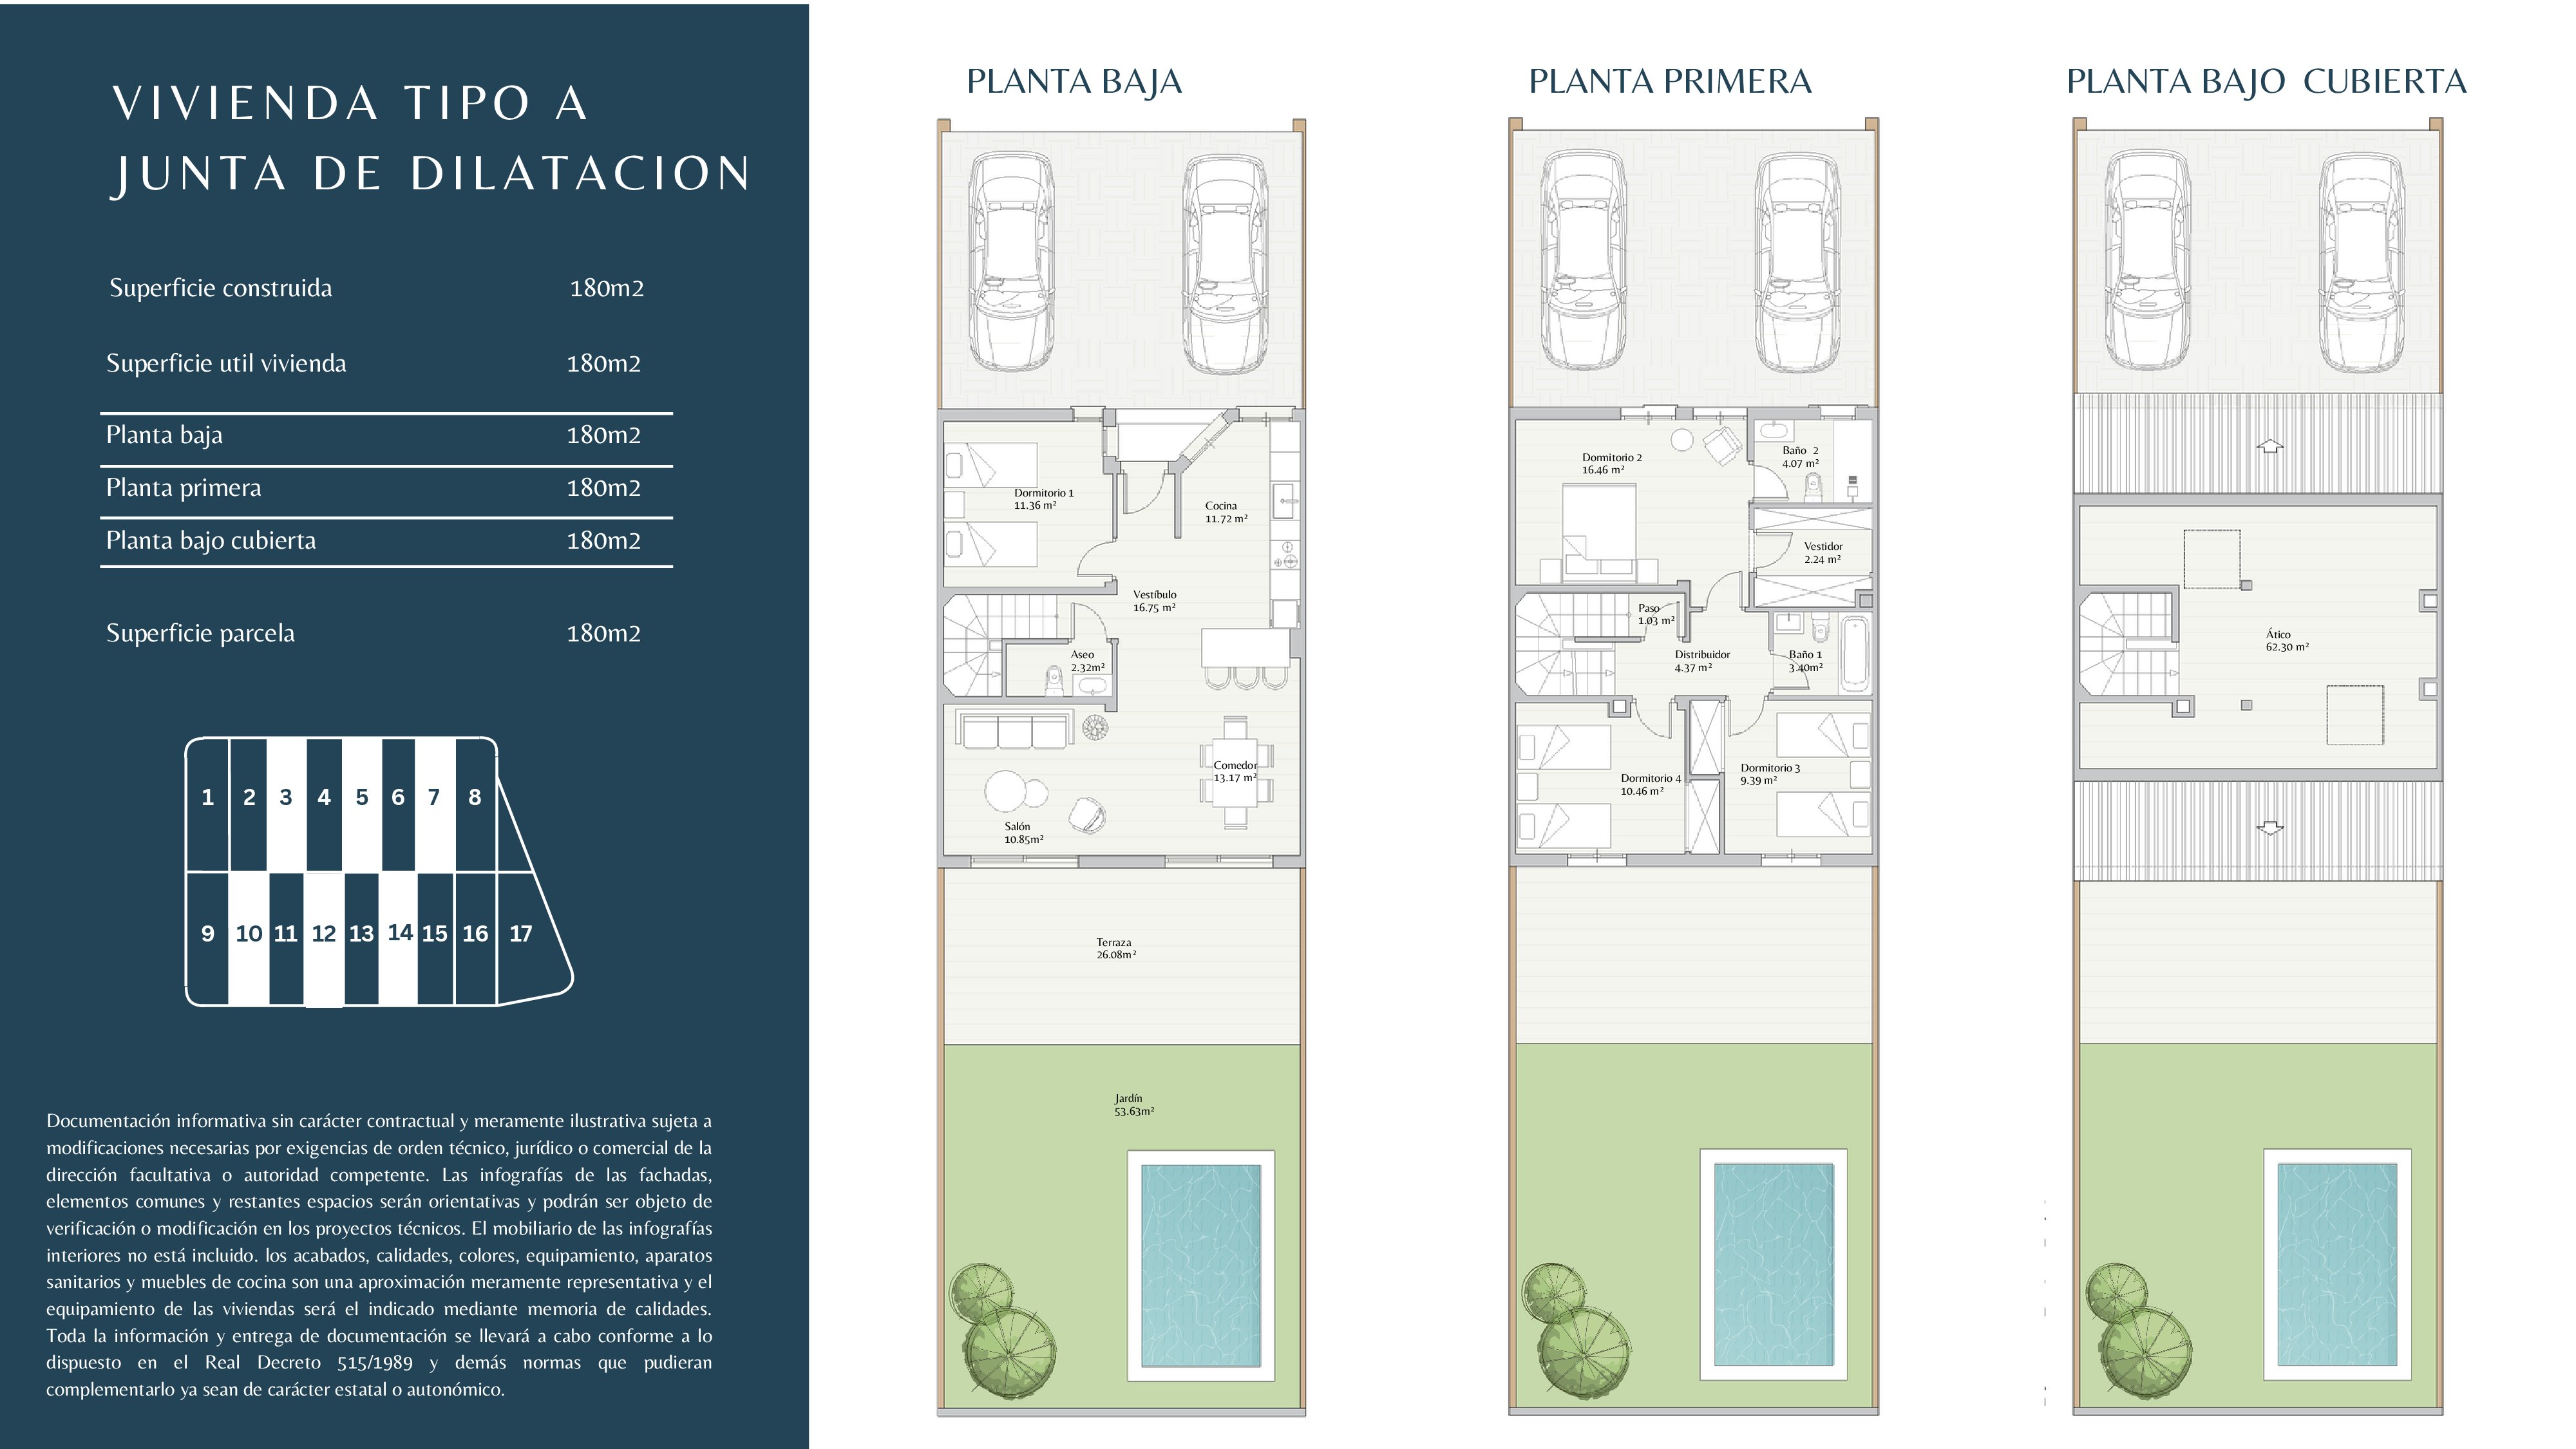 VIVIENDA TIPO A
JUNTA DE DILATACION
Superficie construida 180m2
Superficie util vivienda 180m2
Planta baja 180m2
Planta primera 180m2
Planta bajo cubierta 180m2
Superficie parcela 180m2
1 2 3 4 5 6 7 8
9 10 11 12 13 14 15 16 17
Documentación informativa sin carácter contractual y meramente ilustrativa sujeta a
modificaciones necesarias por exigencias de orden técnico, jurídico o comercial de la
dirección facultativa o autoridad competente. Las infografías de las fachadas,
elementos comunes y restantes espacios serán orientativas y podrán ser objeto de
verificación o modificación en los proyectos técnicos. El mobiliario de las infografías
interiores no está incluido. los acabados, calidades, colores, equipamiento, aparatos
sanitarios y muebles de cocina son una aproximación meramente representativa y el
equipamiento de las viviendas será el indicado mediante memoria de calidades.
Toda la información y entrega de documentación se llevará a cabo conforme a lo
dispuesto en el Real Decreto 515/1989 y demás normas que pudieran
complementarlo ya sean de carácter estatal o autonómico.
PLANTA BAJA
Dormitorio 1
11.36 m²
Cocina
11.72 m²
Vestíbulo
16.75 m²
Aseo
2.32m²
Comedor
13.17 m²
Salón
10.85m²
Terraza
26.08m²
Jardín
53.63m²
PLANTA PRIMERA
Dormitorio 2
16.46 m²
Baño 2
4.07 m²
Vestidor
2.24 m²
Paso
1.03 m²
Distribuidor
4.37 m²
Baño 1
3.40m²
Dormitorio 4
10.46 m²
Dormitorio 3
9.39 m²
PLANTA BAJO CUBIERTA
Ático
62.30 m²